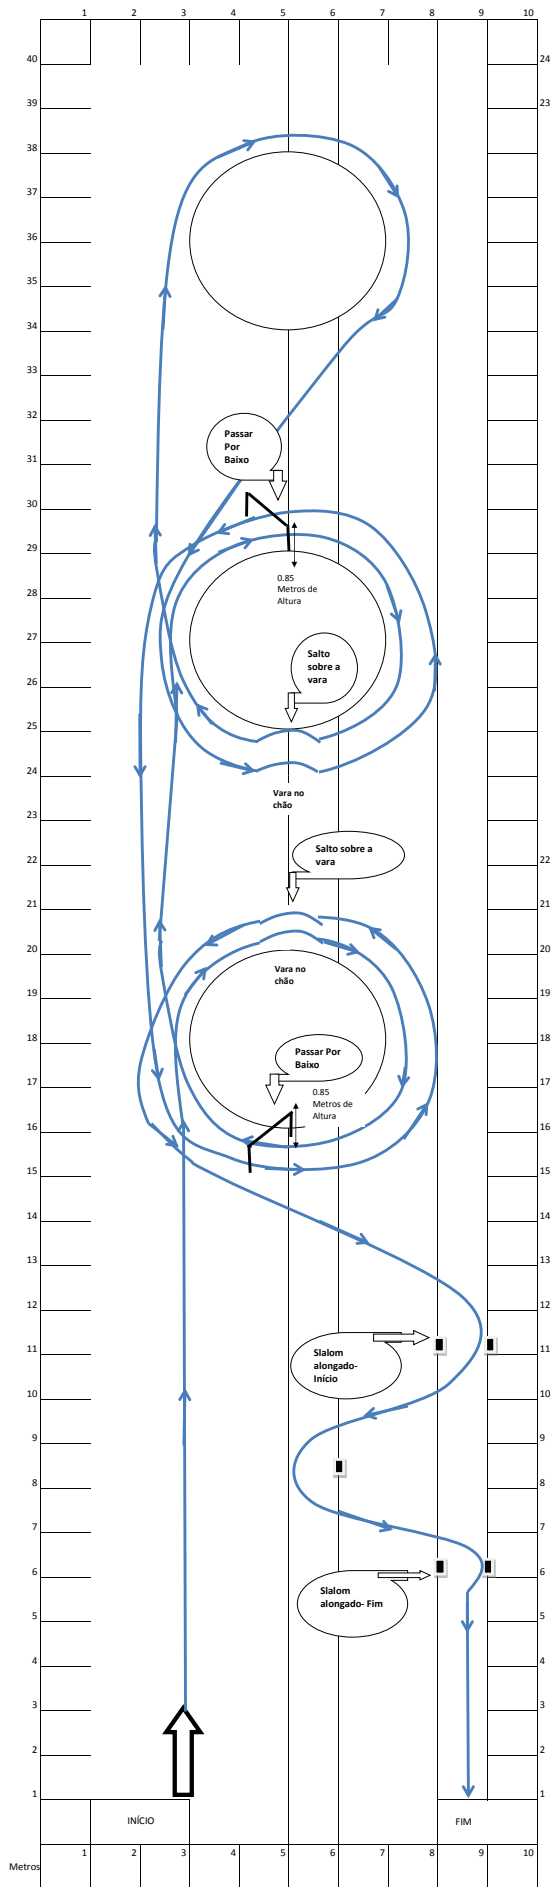 1 2 3 4 5 6 7 8 9 10
40 24
39 23
38
37
36
35
34
33
32
Passar
Por
Baixo
31
30
29
0.85
Metros de
Altura
28
27
Salto
sobre a
vara
26
25
24
Vara no
chão
23
Salto sobre a
vara
22 22
21 21
20 20
Vara no
chão
19 19
18 18
Passar Por
Baixo
17 17
0.85
Metros de
Altura
16 16
15 15
14 14
13 13
12 12
11 11
Slalom
alongado-
Início
10 10
9 9
8 8
7 7
6 6
Slalom
alongado- Fim
5 5
4 4
3 3
2 2
1 1
INÍCIO FIM
Metros 1 2 3 4 5 6 7 8 9 10